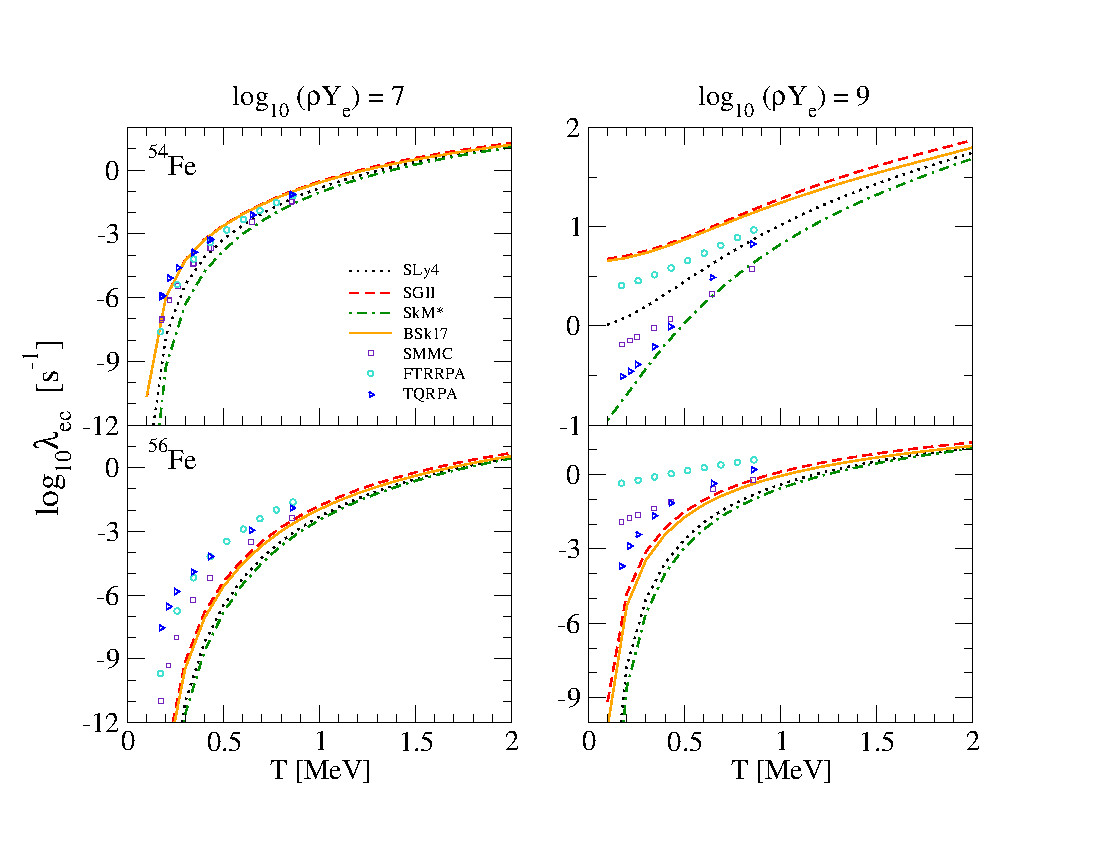 log10 (ρYe) = 7
log10 (ρYe) = 9
54Fe
0
-3
-6
-9
-12
SLy4
SGII
SkM*
BSk17
SMMC
FTRRPA
TQRPA
2
1
0
-1
log10λec [s-1]
56Fe
0
-3
-6
-9
-12
0
-3
-6
-9
0 0.5 1 1.5 2
0 0.5 1 1.5 2
T [MeV]
T [MeV]